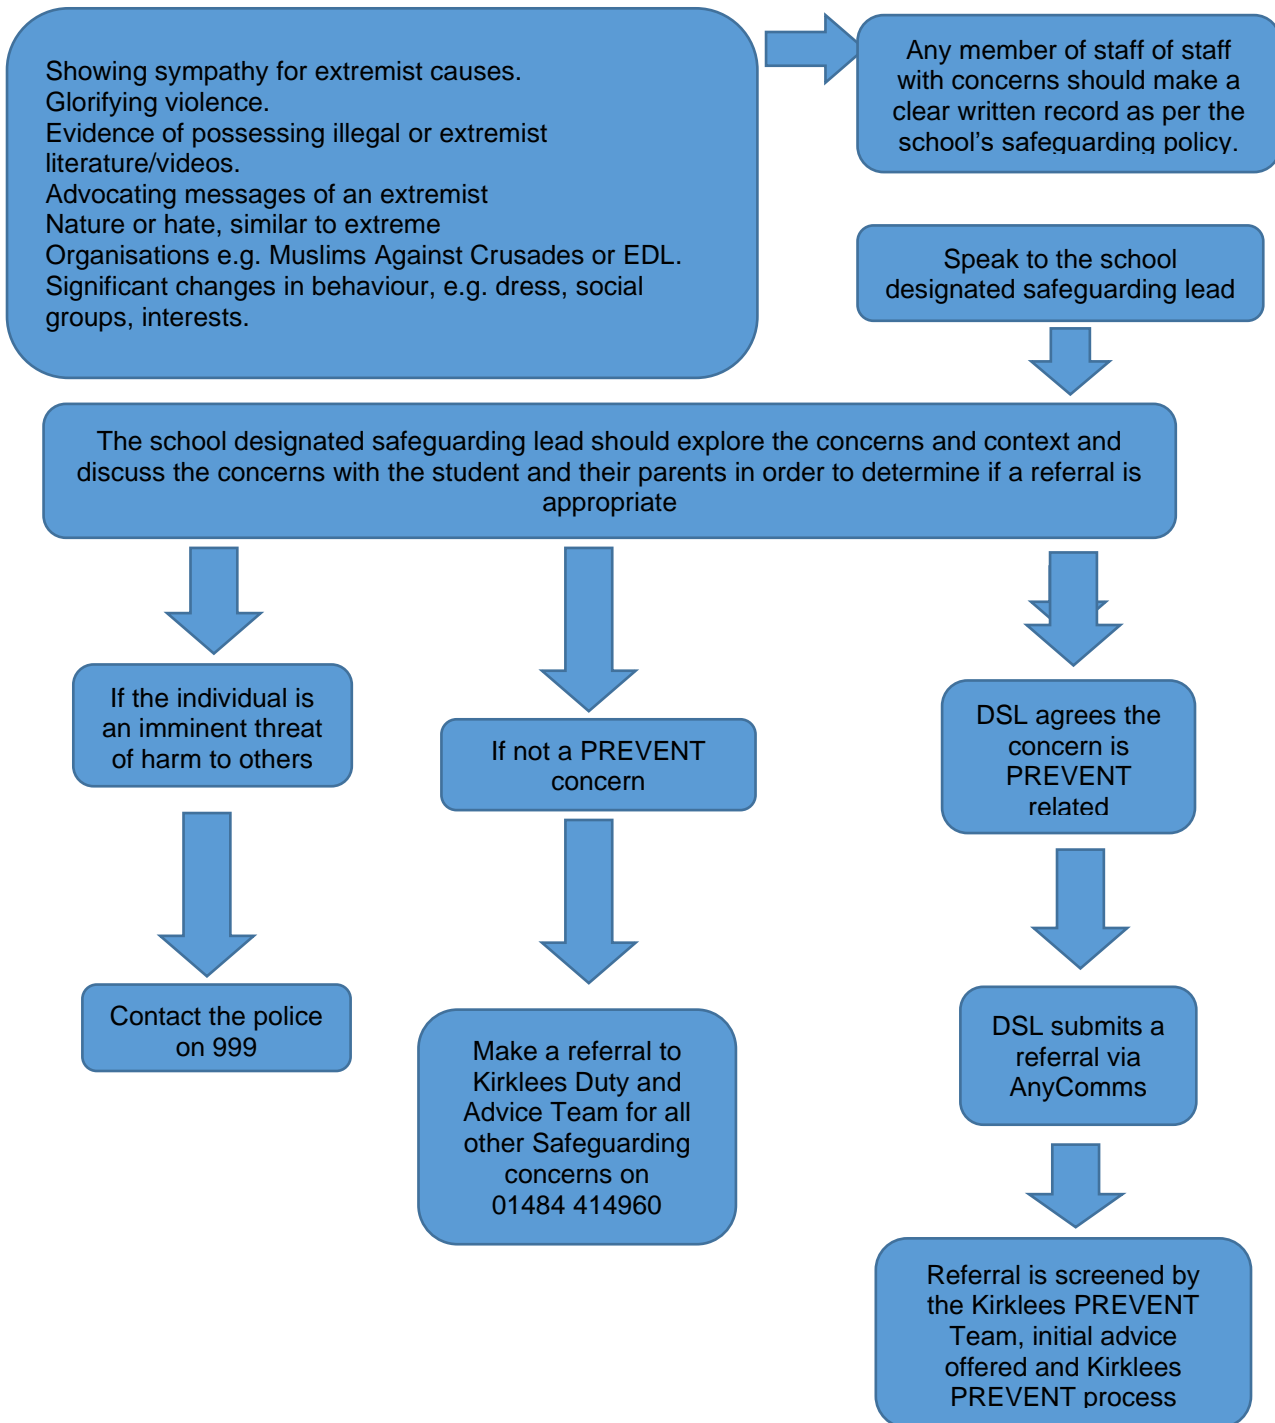 Showing sympathy for extremist causes.
Glorifying violence.
Evidence of possessing illegal or extremist
literature/videos.
Advocating messages of an extremist
Nature or hate, similar to extreme
Organisations e.g. Muslims Against Crusades or EDL.
Significant changes in behaviour, e.g. dress, social
groups, interests.
Any member of staff of staff
with concerns should make a
clear written record as per the
school’s safeguarding policy.
Speak to the school
designated safeguarding lead
The school designated safeguarding lead should explore the concerns and context and
discuss the concerns with the student and their parents in order to determine if a referral is
appropriate
If the individual is
an imminent threat
of harm to others
Contact the police
on 999
If not a PREVENT
concern
Make a referral to
Kirklees Duty and
Advice Team for all
other Safeguarding
concerns on
01484 414960
DSL agrees the
concern is
PREVENT
related
DSL submits a
referral via
AnyComms
Referral is screened by
the Kirklees PREVENT
Team, initial advice
offered and Kirklees
PREVENT process